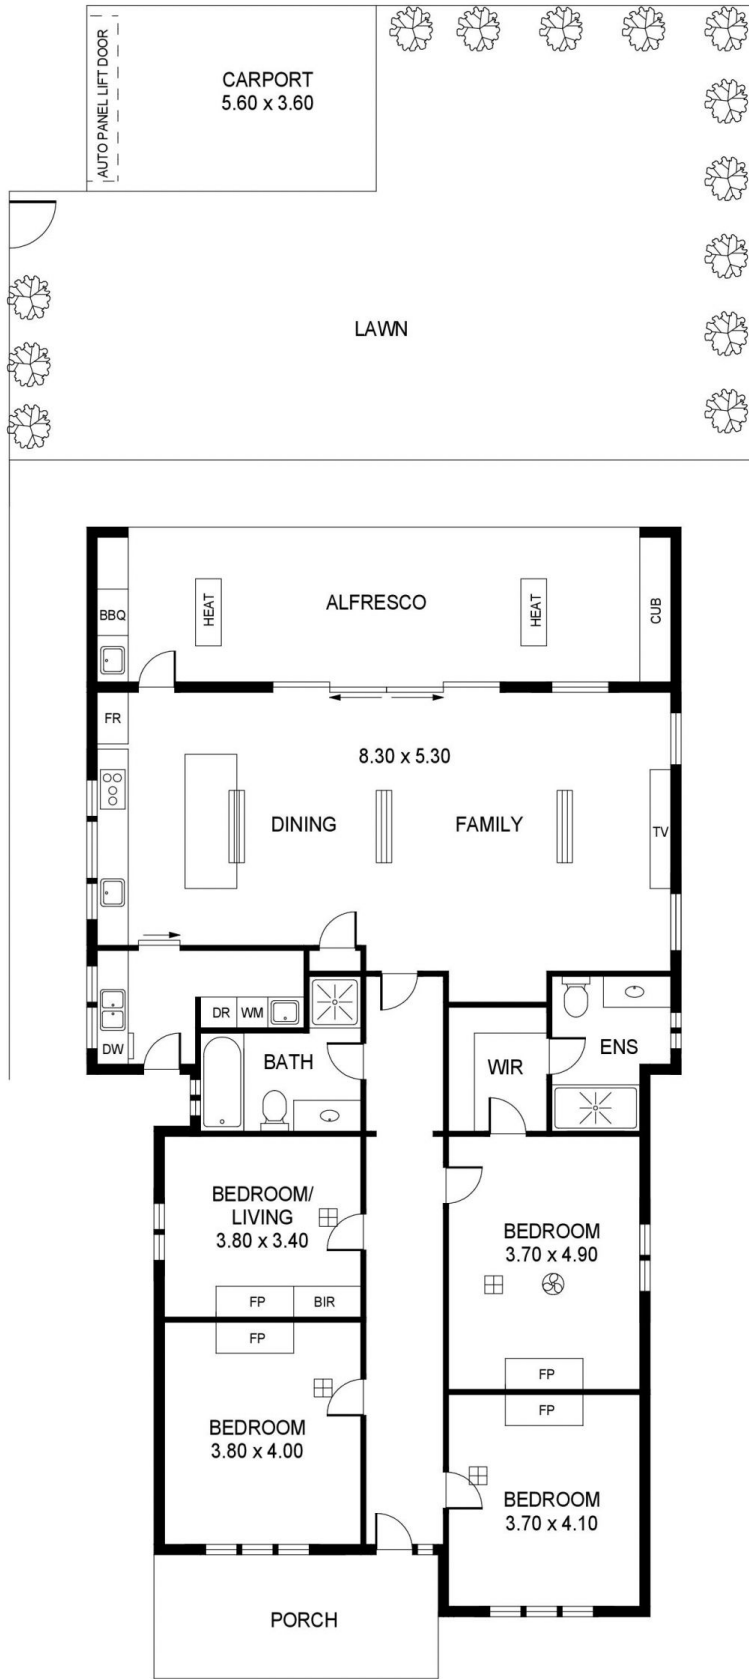 AUTO PANEL LIFT DOOR
CARPORT
5.60 x 3.60
LAWN
BBQ
HEAT
ALFRESCO
HEAT
CUB
FR
8.30 x 5.30
DINING
FAMILY
TV
DR
WM
DW
BATH
WIR
ENS
BEDROOM/
LIVING
3.80 x 3.40
FP
BIR
BEDROOM
3.70 x 4.90
FP
FP
BEDROOM
3.80 x 4.00
FP
BEDROOM
3.70 x 4.10
PORCH